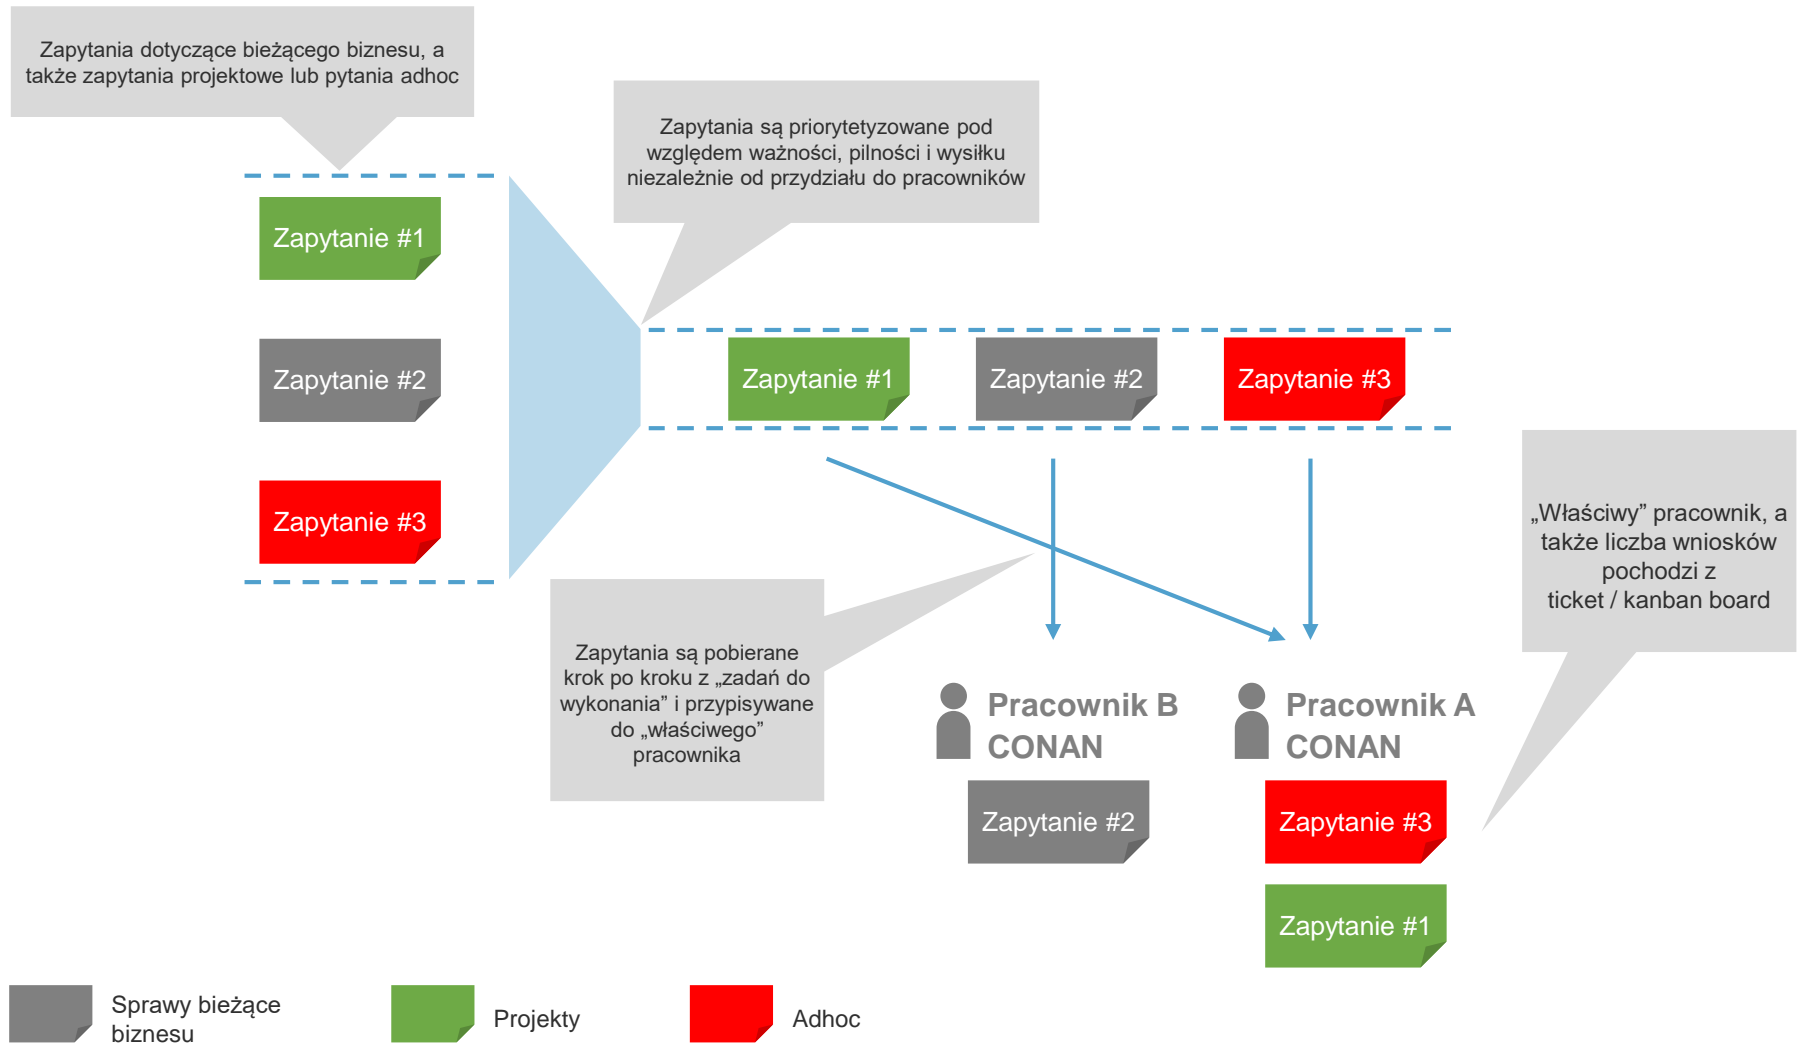 Zapytania dotyczące bieżącego biznesu, a
także zapytania projektowe lub pytania adhoc
Zapytania są priorytetyzowane pod
względem ważności, pilności i wysiłku
niezależnie od przydziału do pracowników
Zapytanie #1
Zapytanie #2
Zapytanie #3
Zapytanie #1
Zapytanie #2
Zapytanie #3
„Właściwy” pracownik, a
także liczba wniosków
pochodzi z
ticket / kanban board
Zapytania są pobierane
krok po kroku z „zadań do
wykonania” i przypisywane
do „właściwego”
pracownika
Pracownik B
CONAN
Zapytanie #2
Pracownik A
CONAN
Zapytanie #3
Zapytanie #1
Sprawy bieżące
biznesu
Projekty
Adhoc